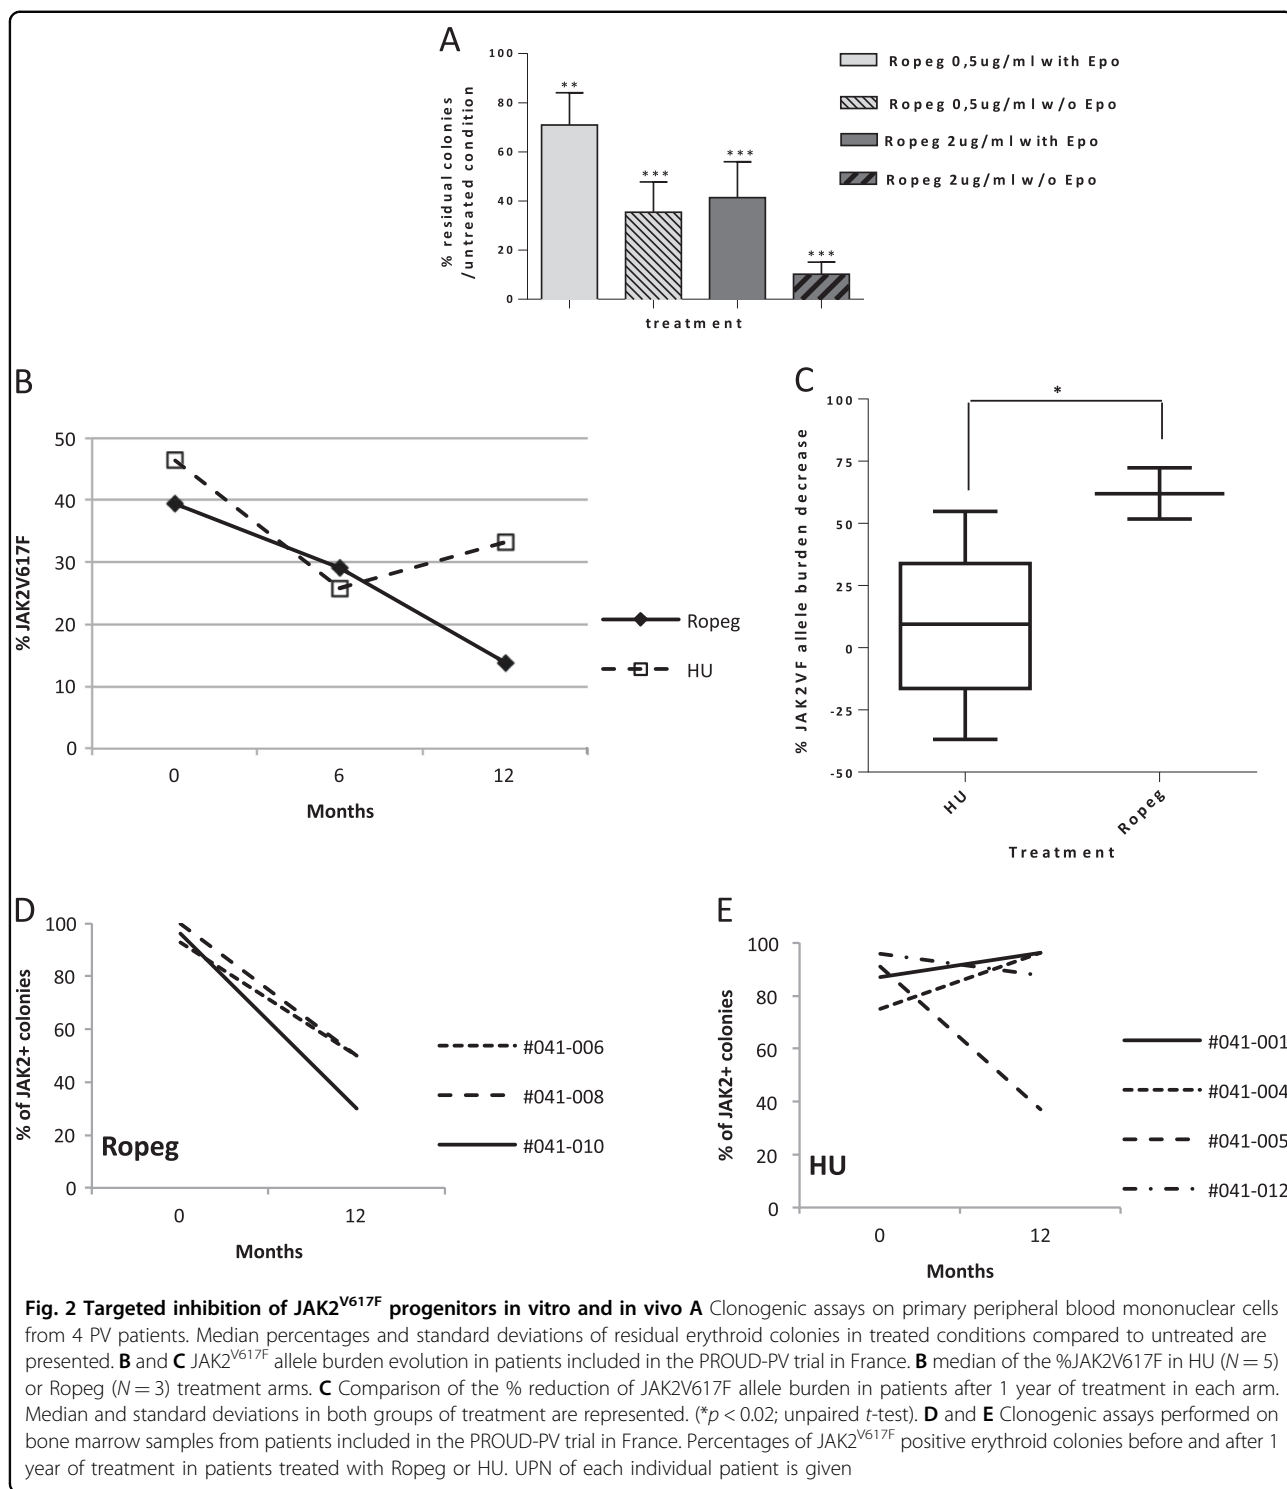 A
100
80
60
40
20
0
% residual colonies
/untreated condition
**
***
***
***
treatment
Ropeg 0,5ug/ml with Epo
Ropeg 0,5ug/ml w/o Epo
Ropeg 2ug/ml with Epo
Ropeg 2ug/ml w/o Epo
B
50
40
30
20
10
0
% JAK2V617F
0 6 12
Months
Ropeg
HU
C
100
75
50
25
0
-25
-50
% JAK2VF allele burden decrease
*
HU
Ropeg
Treatment
D
100
80
60
40
20
0
% of JAK2+ colonies
Ropeg
0 12
Months
#041-006
#041-008
#041-010
E
100
80
60
40
20
0
% of JAK2+ colonies
HU
0 12
Months
#041-001
#041-004
#041-005
#041-012
Fig. 2 Targeted inhibition of JAK2V617F progenitors in vitro and in vivo A Clonogenic assays on primary peripheral blood mononuclear cells
from 4 PV patients. Median percentages and standard deviations of residual erythroid colonies in treated conditions compared to untreated are
presented. B and C JAK2V617F allele burden evolution in patients included in the PROUD-PV trial in France. B median of the %JAK2V617F in HU (N = 5)
or Ropeg (N = 3) treatment arms. C Comparison of the % reduction of JAK2V617F allele burden in patients after 1 year of treatment in each arm.
Median and standard deviations in both groups of treatment are represented. (*p < 0.02; unpaired t-test). D and E Clonogenic assays performed on
bone marrow samples from patients included in the PROUD-PV trial in France. Percentages of JAK2V617F positive erythroid colonies before and after 1
year of treatment in patients treated with Ropeg or HU. UPN of each individual patient is given